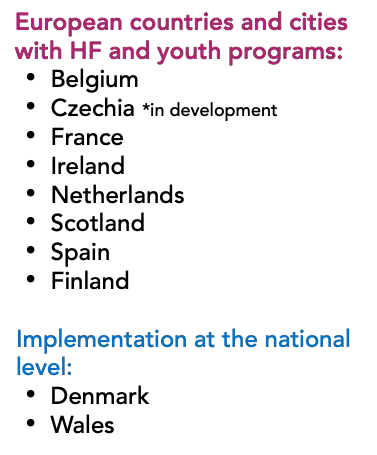 European countries and cities
with HF and youth programs:
• Belgium
• Czechia *in development
• France
• Ireland
• Netherlands
• Scotland
• Spain
• Finland
Implementation at the national
level:
• Denmark
• Wales